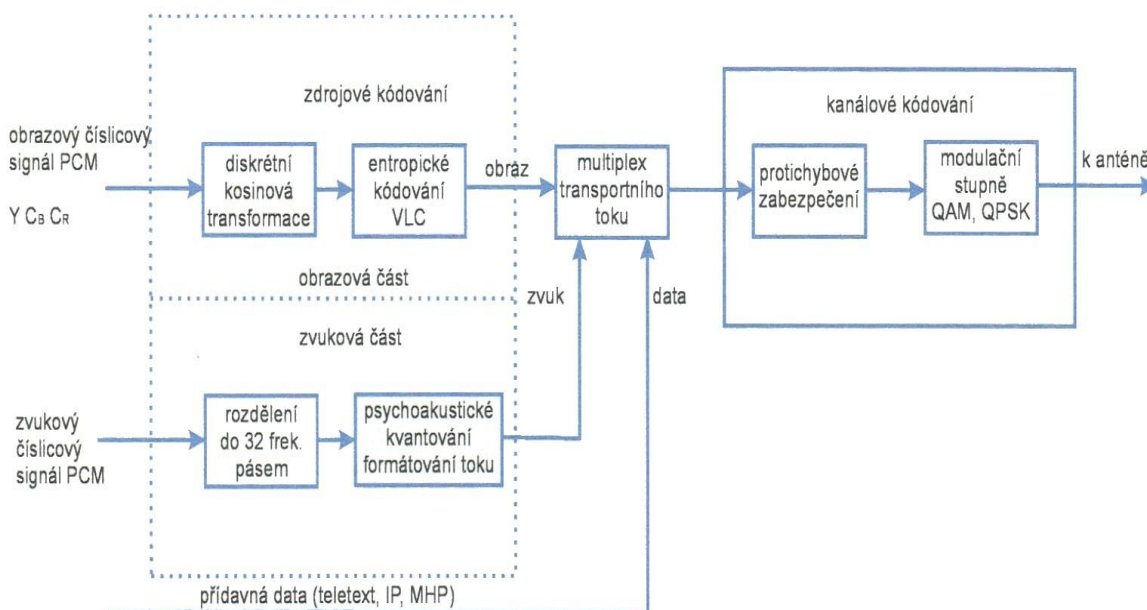 zdrojové kódování
kanálové kódování
obrazový číslicový
signál PCM
Y CB CR
diskrétní
kosinová
transformace
entropické
kódování
VLC
obraz
multiplex
transportního
toku
protichybové
zabezpečení
modulační
stupně
QAM, QPSK
k anténě
obrazová část
zvuk
data
zvuková část
zvukový
číslicový
signál PCM
rozdělení
do 32 frek.
pásem
psychoakustické
kvantování
formátování toku
přídavná data (teletext, IP, MHP)